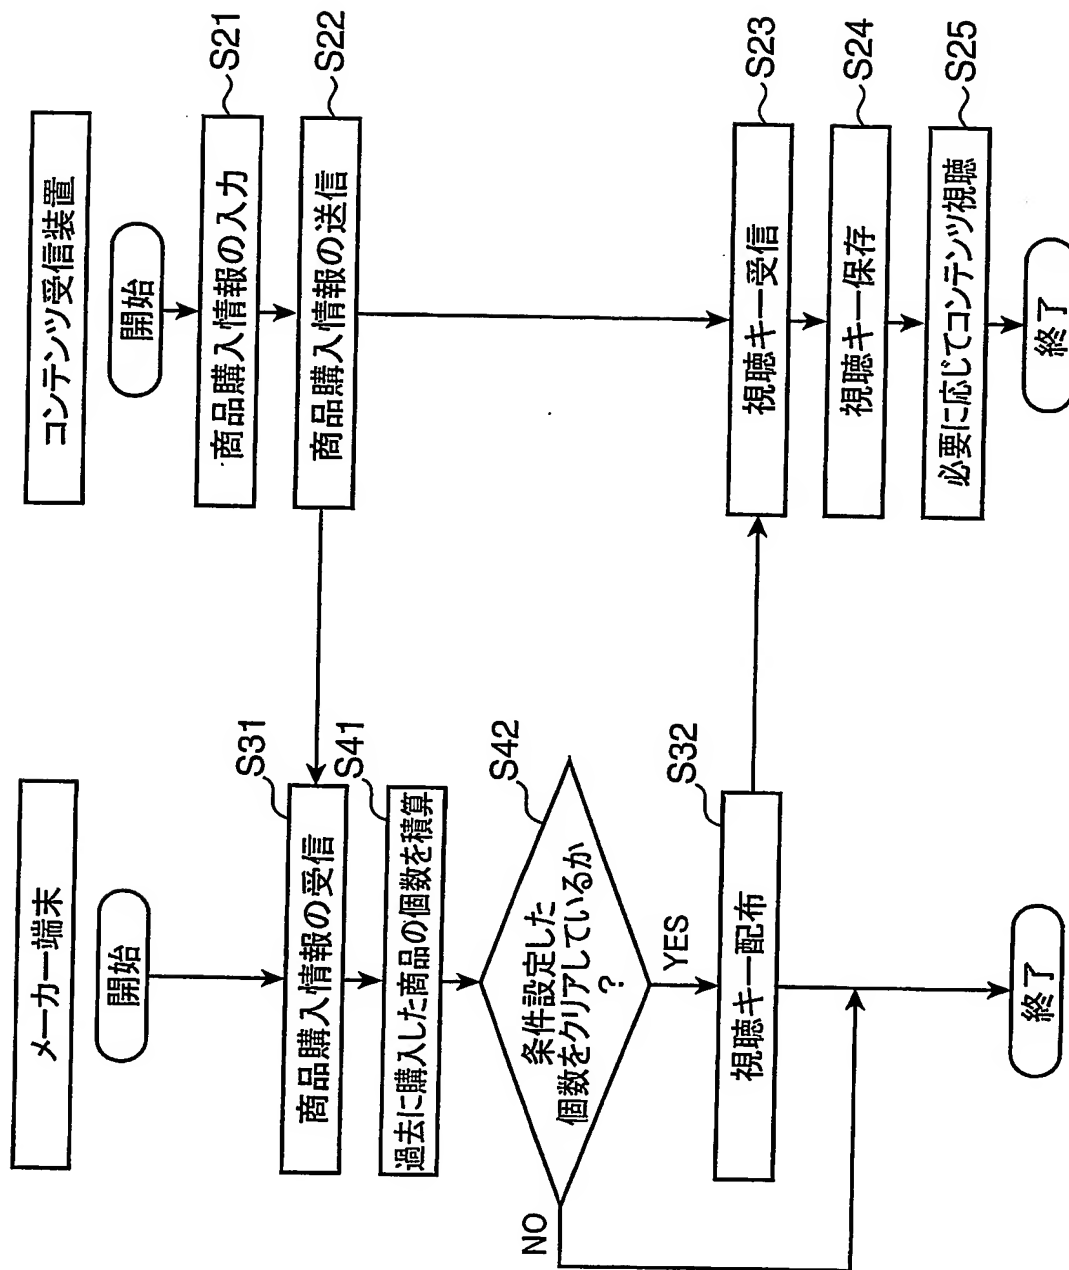 メーカー端末
開始
商品購入情報の受信
S31
過去に購入した商品の個数を積算
S41
条件設定した
個数をクリアしているか
?
S42
NO
YES
視聴キー配布
S32
終了
コンテンツ受信装置
開始
商品購入情報の入力
S21
商品購入情報の送信
S22
視聴キー受信
S23
視聴キー保存
S24
必要に応じてコンテンツ視聴
S25
終了